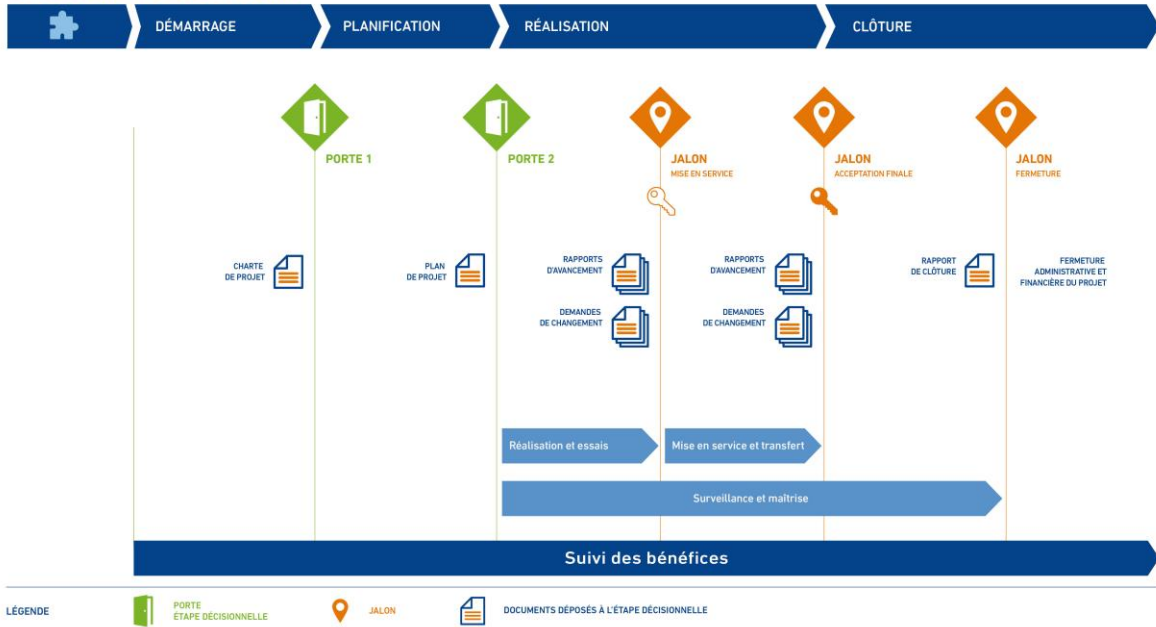 DÉMARRAGE
PLANIFICATION
RÉALISATION
CLÔTURE
PORTE 1
PORTE 2
JALON
MISE EN SERVICE
JALON
ACCEPTATION FINALE
JALON
FERMETURE
CHARTE
DE PROJET
PLAN
DE PROJET
RAPPORTS
D'AVANCEMENT
RAPPORTS
D'AVANCEMENT
RAPPORT
DE CLÔTURE
FERMETURE
ADMINISTRATIVE ET
FINANCIÈRE DU PROJET
DEMANDES
DE CHANGEMENT
DEMANDES
DE CHANGEMENT
Réalisation et essais
Mise en service et transfert
Surveillance et maîtrise
Suivi des bénéfices
LÉGENDE
PORTE
ÉTAPE DÉCISIONNELLE
JALON
DOCUMENTS DÉPOSÉS À L'ÉTAPE DÉCISIONNELLE